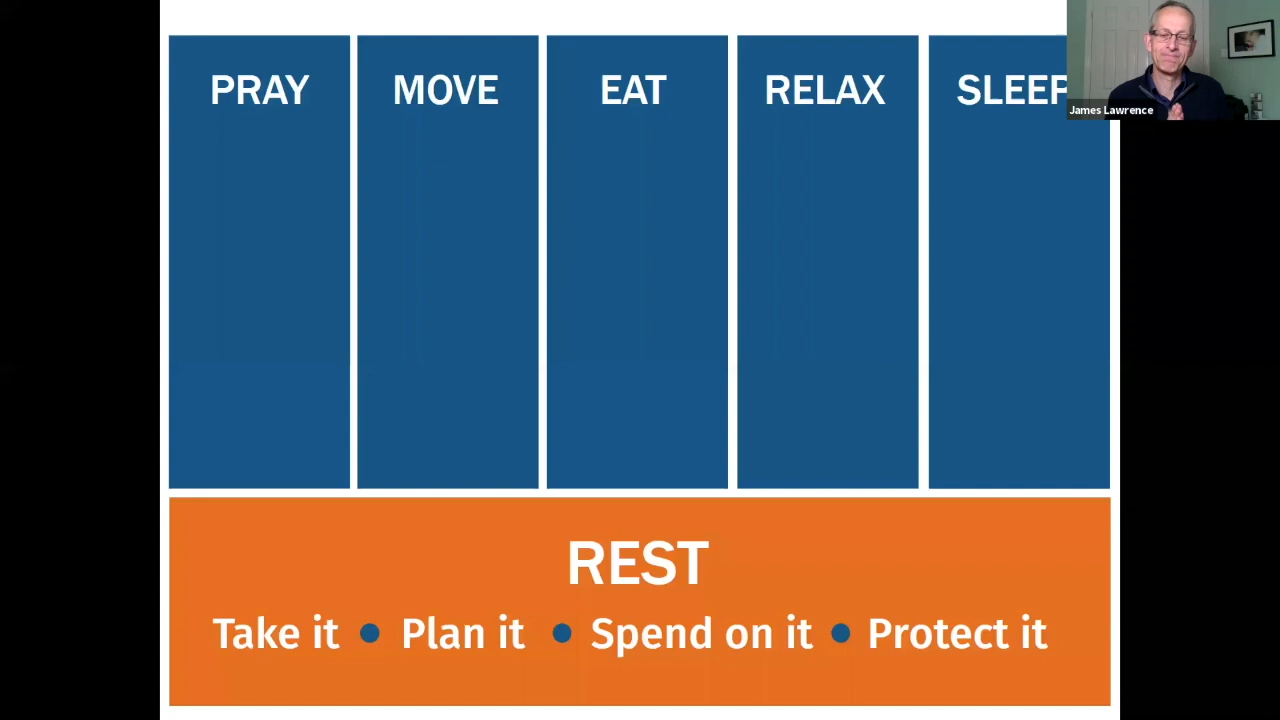 PRAY MOVE EAT RELAX SLEEP
James Lawrence
REST
Take it • Plan it • Spend on it • Protect it